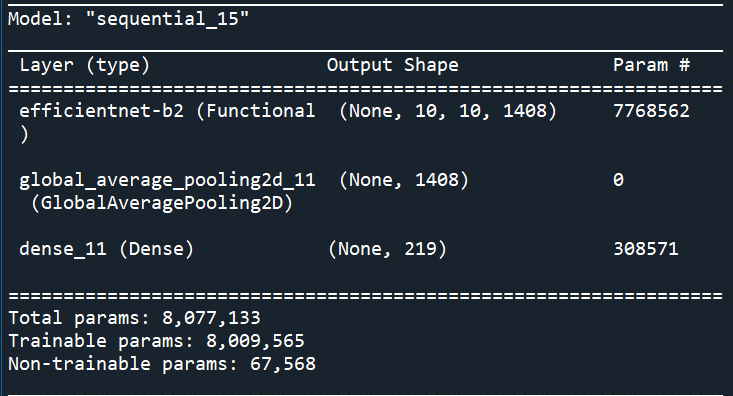 Model: "sequential_15"
Layer (type) Output Shape Param #
=================================================================
efficientnet-b2 (Functional (None, 10, 10, 1408) 7768562
)
global_average_pooling2d_11 (None, 1408) 0
(GlobalAveragePooling2D)
dense_11 (Dense) (None, 219) 308571
=================================================================
Total params: 8,077,133
Trainable params: 8,009,565
Non-trainable params: 67,568